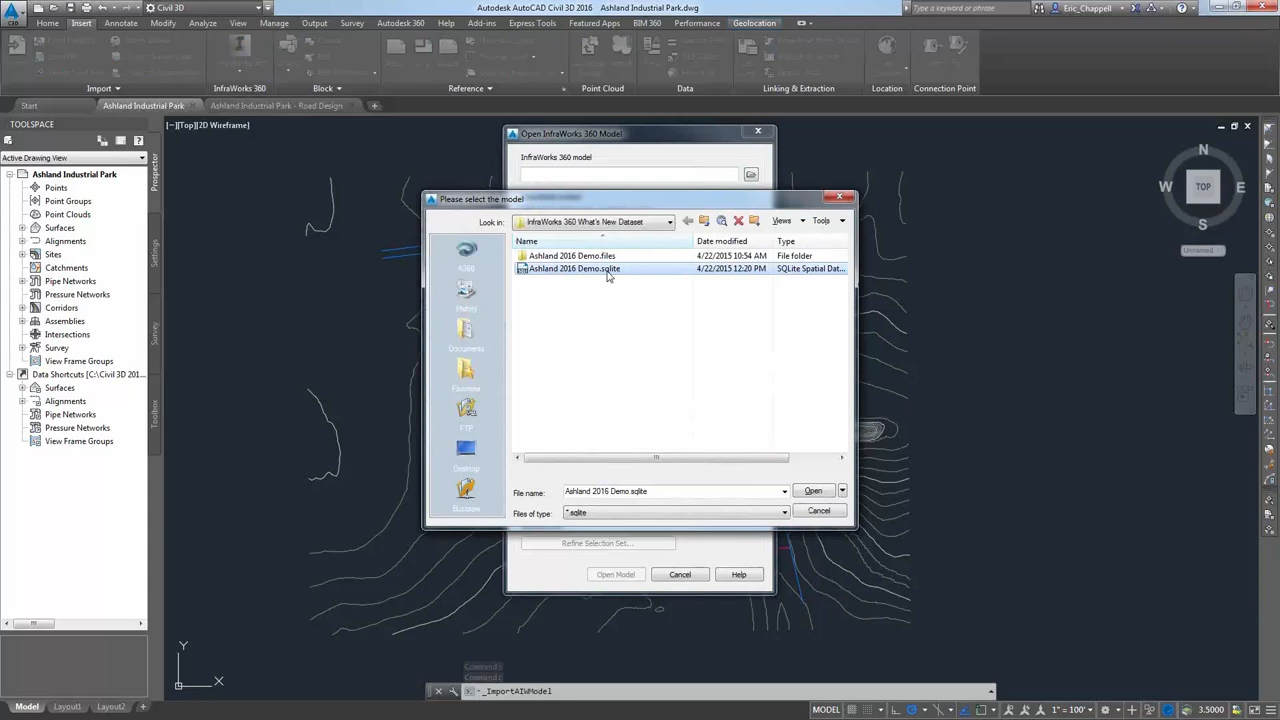 Civil 3D
Autodesk AutoCAD Civil 3D 2016 Ashland Industrial Park.dwg
Type a keyword or phrase
Eric_Chappell
Home Insert Annotate Modify Analyze View Manage Output Survey Autodesk 360 Help Add-ins Express Tools Featured Apps BIM 360 Performance Geolocation
Import InfraWorks 360 Block Reference Point Cloud Data Linking & Extraction Location Connection Point
Start Ashland Industrial Park Ashland Industrial Park - Road Design
TOOLSPACE
Active Drawing View
Ashland Industrial Park
Points
Point Groups
Point Clouds
Surfaces
Alignments
Sites
Catchments
Pipe Networks
Pressure Networks
Corridors
Assemblies
Intersections
Survey
View Frame Groups
Data Shortcuts [C:\Civil 3D 201...
Surfaces
Alignments
Pipe Networks
Pressure Networks
View Frame Groups
Prospector
Settings
Survey
Toolbox
[−][Top][2D Wireframe]
Open InfraWorks 360 Model
InfraWorks 360 model
Please select the model
Look in: InfraWorks 360 What's New Dataset
Views Tools
Name Date modified Type
Ashland 2016 Demo.files 4/22/2015 10:54 AM File folder
Ashland 2016 Demo.sqlite 4/22/2015 12:20 PM SQLite Spatial Dat...
A360
History
Documents
Favorites
FTP
Desktop
Buzzsaw
File name: Ashland 2016 Demo.sqlite Open
Files of type: *.sqlite Cancel
Refine Selection Set...
Open Model Cancel Help
N
W TOP E
S
Unnamed
Y
X
Command:
Command:
_ImportAIWModel
Model Layout1 Layout2
MODEL 1" = 100' 3.5000